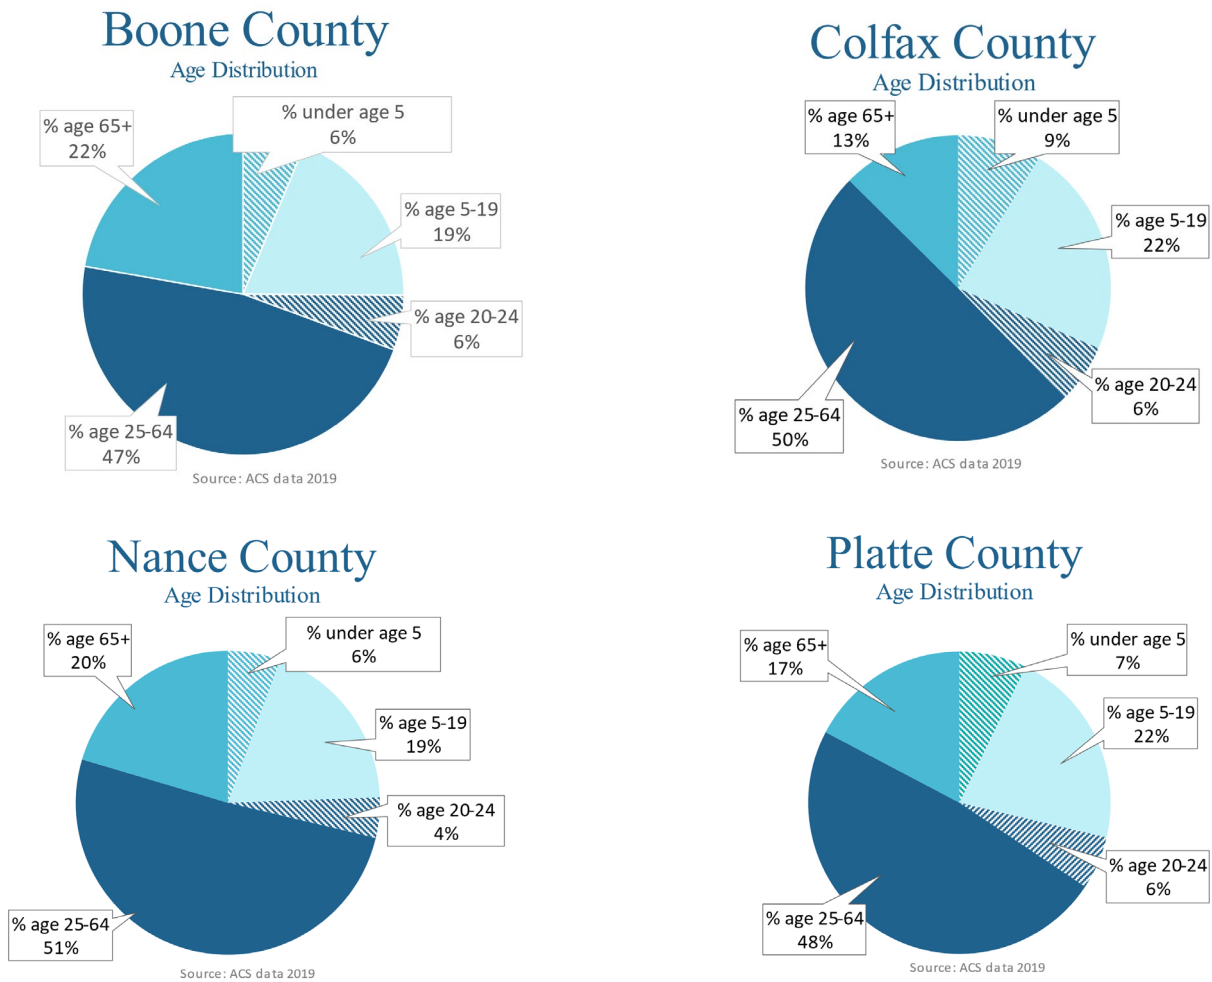 Boone County
Age Distribution
% under age 5
6%
% age 65+
22%
% age 5-19
19%
% age 20-24
6%
% age 25-64
47%
Source: ACS data 2019
Colfax County
Age Distribution
% age 65+
13%
% under age 5
9%
% age 5-19
22%
% age 20-24
6%
% age 25-64
50%
Source: ACS data 2019
Nance County
Age Distribution
% age 65+
20%
% under age 5
6%
% age 5-19
19%
% age 20-24
4%
% age 25-64
51%
Source: ACS data 2019
Platte County
Age Distribution
% age 65+
17%
% under age 5
7%
% age 5-19
22%
% age 20-24
6%
% age 25-64
48%
Source: ACS data 2019